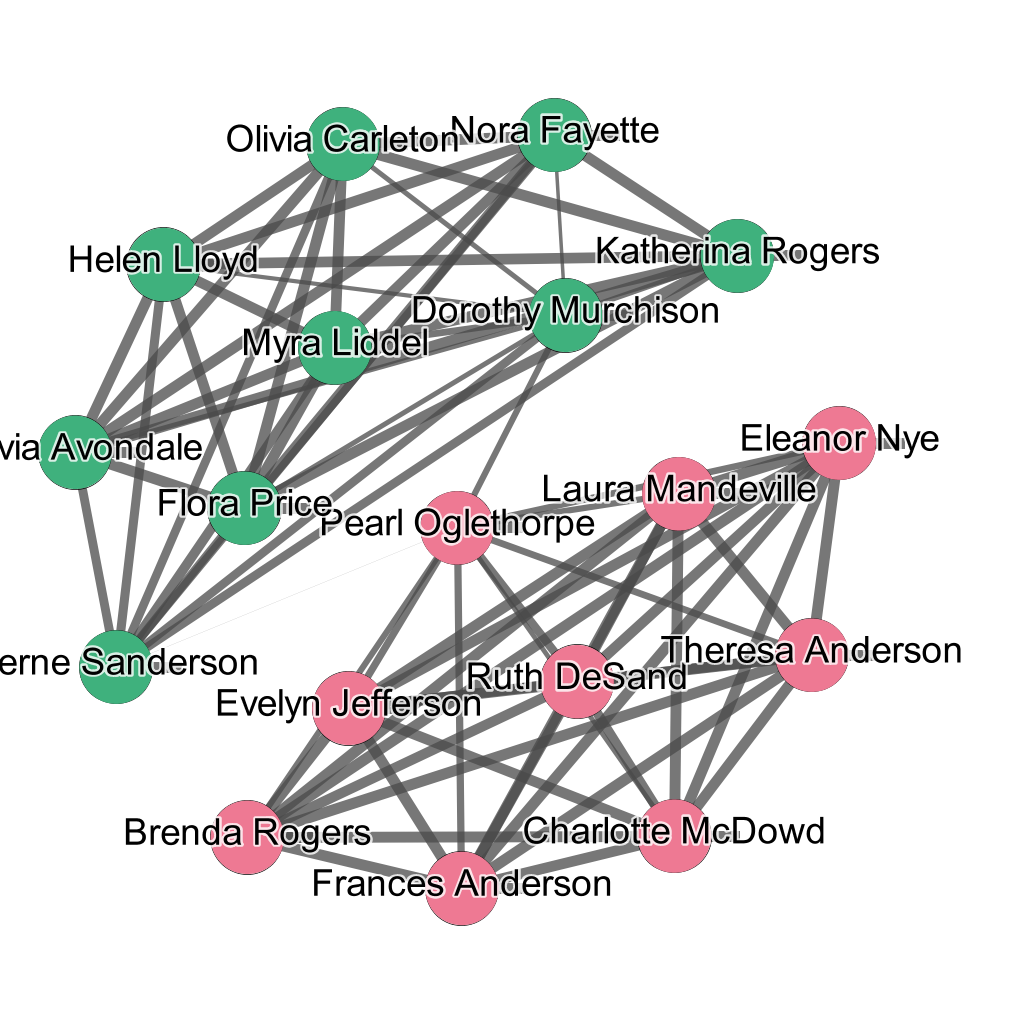 Nora Fayette
Olivia Carleton
Katherina Rogers
Helen Lloyd
Dorothy Murchison
Myra Liddel
Eleanor Nye
via Avondale
Laura Mandeville
Flora Price
Pearl Oglethorpe
Theresa Anderson
erne Sanderson
Ruth DeSand
Evelyn Jefferson
Charlotte McDowd
Brenda Rogers
Frances Anderson